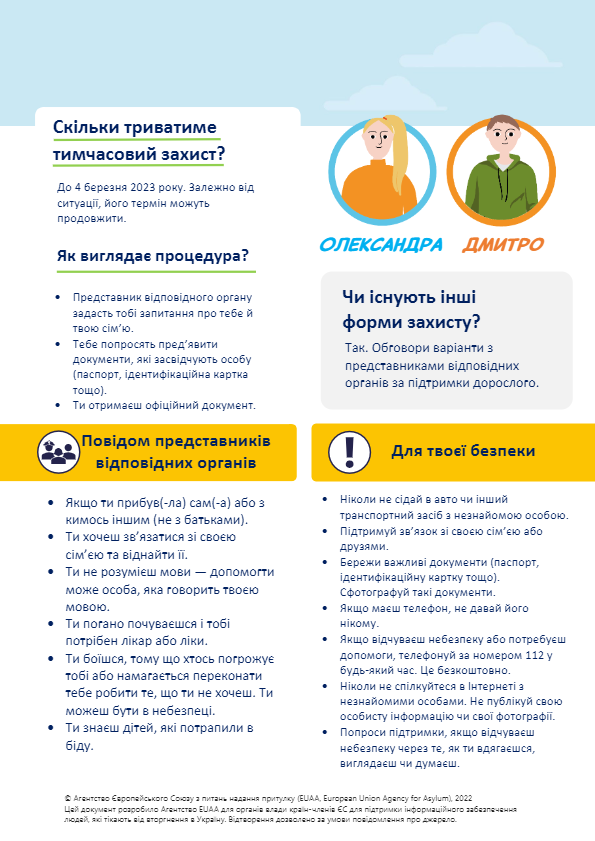 Скільки триватиме
тимчасовий захист?
До 4 березня 2023 року. Залежно від
ситуації, його термін можуть
продовжити.
Як виглядає процедура?
• Представник відповідного органу
задасть тобі запитання про тебе й
твою сім’ю.
• Тебе попросять пред’явити
документи, які засвідчують особу
(паспорт, ідентифікаційна картка
тощо).
• Ти отримаєш офіційний документ.
ОЛЕКСАНДРА
ДМИТРО
Чи існують інші
форми захисту?
Так. Обговори варіанти з
представниками відповідних
органів за підтримки дорослого.
Повідом представників
відповідних органів
• Якщо ти прибув(-ла) сам(-а) або з
кимось іншим (не з батьками).
• Ти хочеш зв’язатися зі своєю
сім’єю та віднайти її.
• Ти не розумієш мови — допомогти
може особа, яка говорить твоєю
мовою.
• Ти погано почуваєшся і тобі
потрібен лікар або ліки.
• Ти боїшся, тому що хтось погрожує
тобі або намагається переконати
тебе робити те, що ти не хочеш. Ти
можеш бути в небезпеці.
• Ти знаєш дітей, які потрапили в
біду.
Для твоєї безпеки
• Ніколи не сідай в авто чи інший
транспортний засіб з незнайомою особою.
• Підтримуй зв’язок зі своєю сім’єю або
друзями.
• Бережи важливі документи (паспорт,
ідентифікаційну картку тощо).
Сфотографуй такі документи.
• Якщо маєш телефон, не давай його
нікому.
• Якщо відчуваєш небезпеку або потребуєш
допомоги, телефонуй за номером 112 у
будь-який час. Це безкоштовно.
• Ніколи не спілкуйтеся в Інтернеті з
незнайомими особами. Не публікуй свою
особисту інформацію чи свої фотографії.
• Попроси підтримки, якщо відчуваєш
небезпеку через те, як ти вдягаєшся,
виглядаєш чи думаєш.
© Агентство Європейського Союзу з питань надання притулку (EUAA, European Union Agency for Asylum), 2022
Цей документ розробило Агентство EUAA для органів влади країн-членів ЄС для підтримки інформаційного забезпечення
людей, які тікають від вторгнення в Україну. Відтворення дозволено за умови повідомлення про джерело.